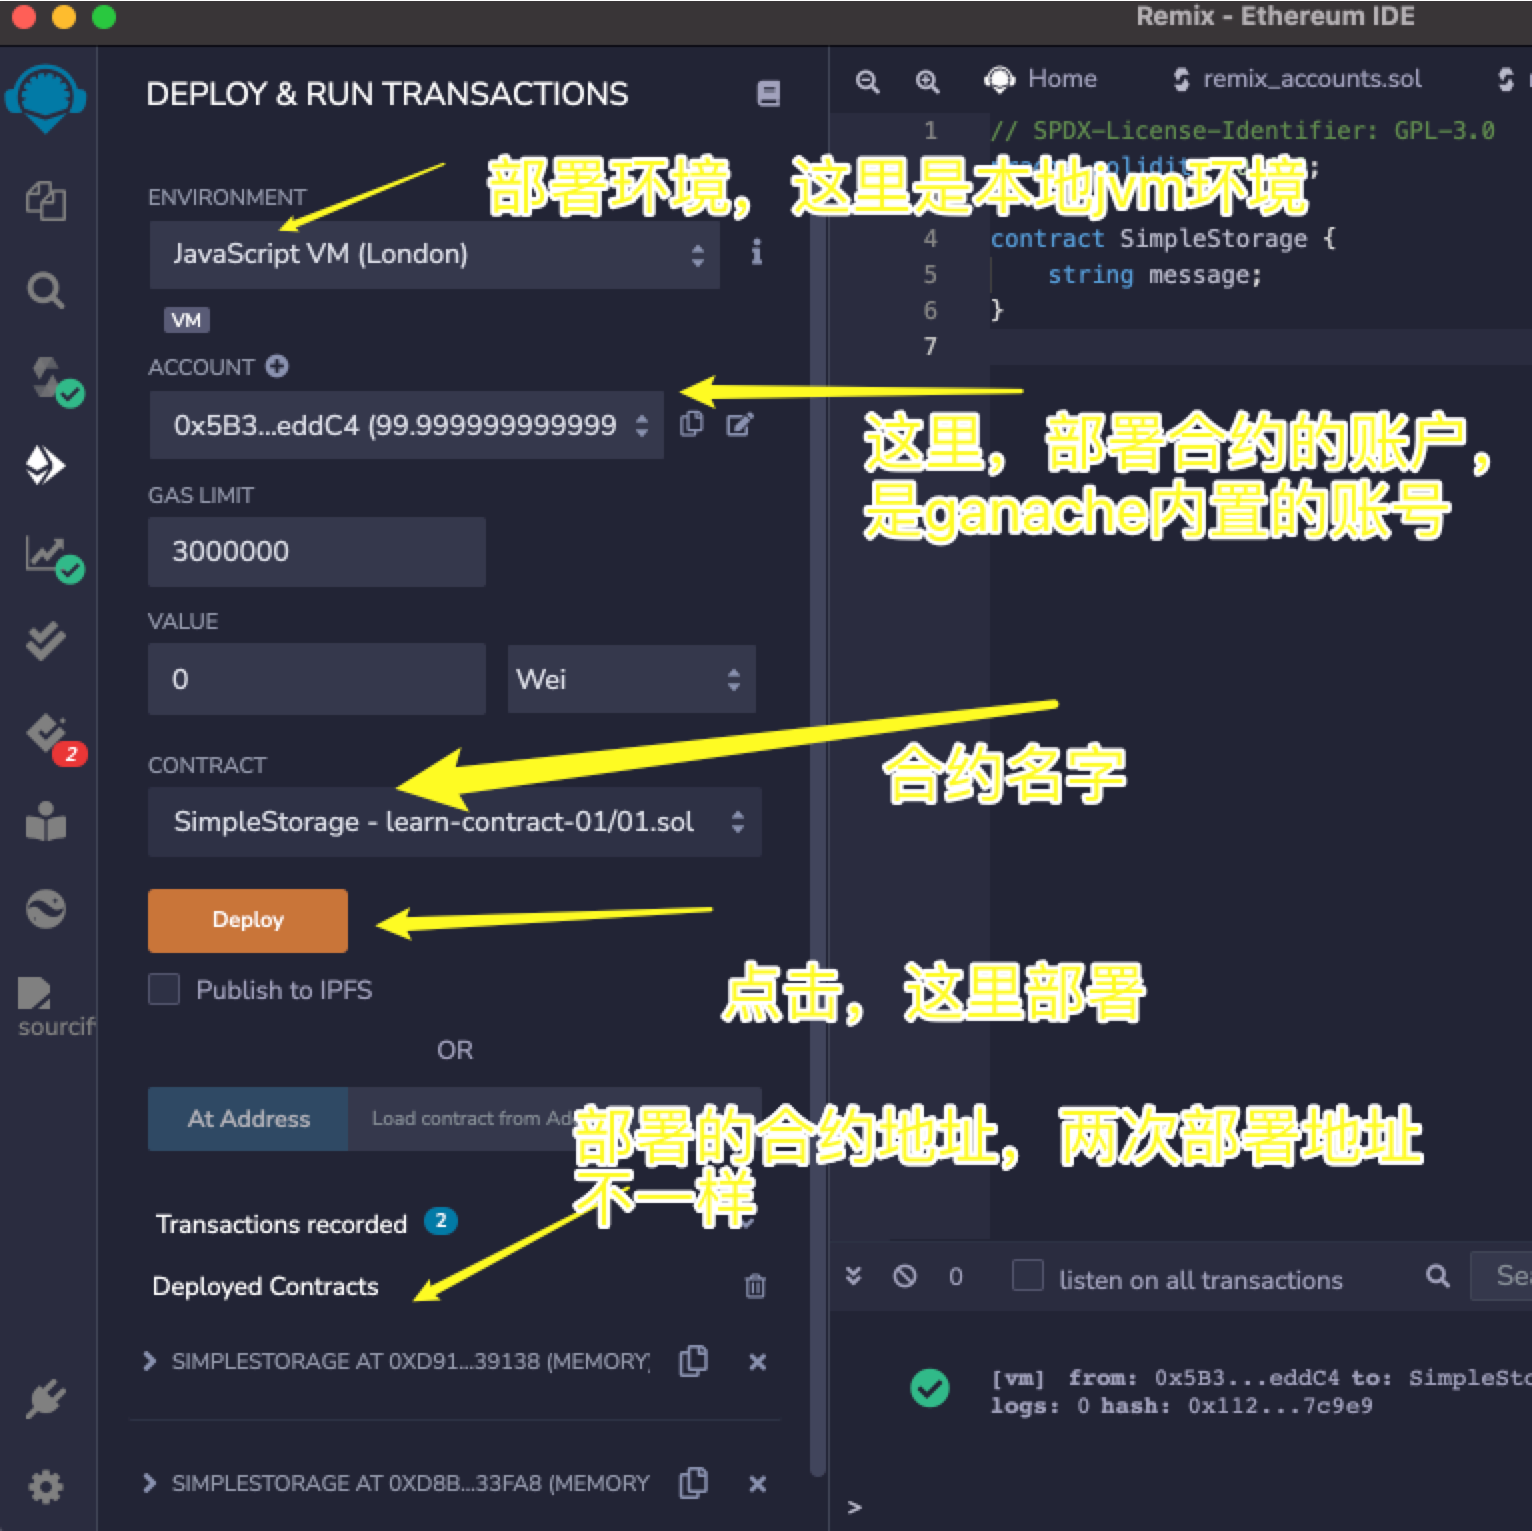 Remix - Ethereum IDE
DEPLOY & RUN TRANSACTIONS
Home
remix_accounts.sol
ENVIRONMENT
部署环境，这里是本地jvm环境
JavaScript VM (London)
VM
ACCOUNT
0x5B3...eddC4 (99.999999999999
这里，部署合约的账户，
是ganache内置的账号
GAS LIMIT
3000000
VALUE
0
Wei
CONTRACT
合约名字
SimpleStorage - learn-contract-01/01.sol
Deploy
点击，这里部署
Publish to IPFS
OR
At Address
Load contract from
部署的合约地址，两次部署地址
不一样
Transactions recorded 2
Deployed Contracts
SIMPLESTORAGE AT 0XD91...39138 (MEMORY)
SIMPLESTORAGE AT 0XD8B...33FA8 (MEMORY
2
sourcif
1 // SPDX-License-Identifier: GPL-3.0
4 contract SimpleStorage {
5 string message;
6 }
7
0
listen on all transactions
[vm] from: 0x5B3...eddC4 to: SimpleSto
logs: 0 hash: 0x112...7c9e9
>